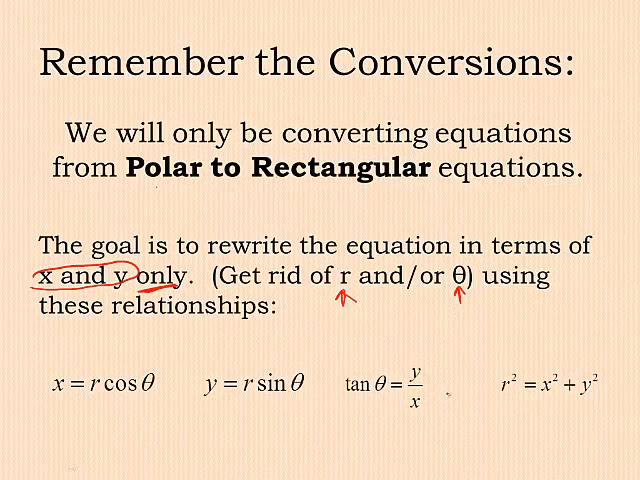 Remember the Conversions:
We will only be converting equations
from Polar to Rectangular equations.
The goal is to rewrite the equation in terms of
x and y only. (Get rid of r and/or θ) using
these relationships:
x = r cos θ y = r sin θ tan θ = y/x r² = x² + y²